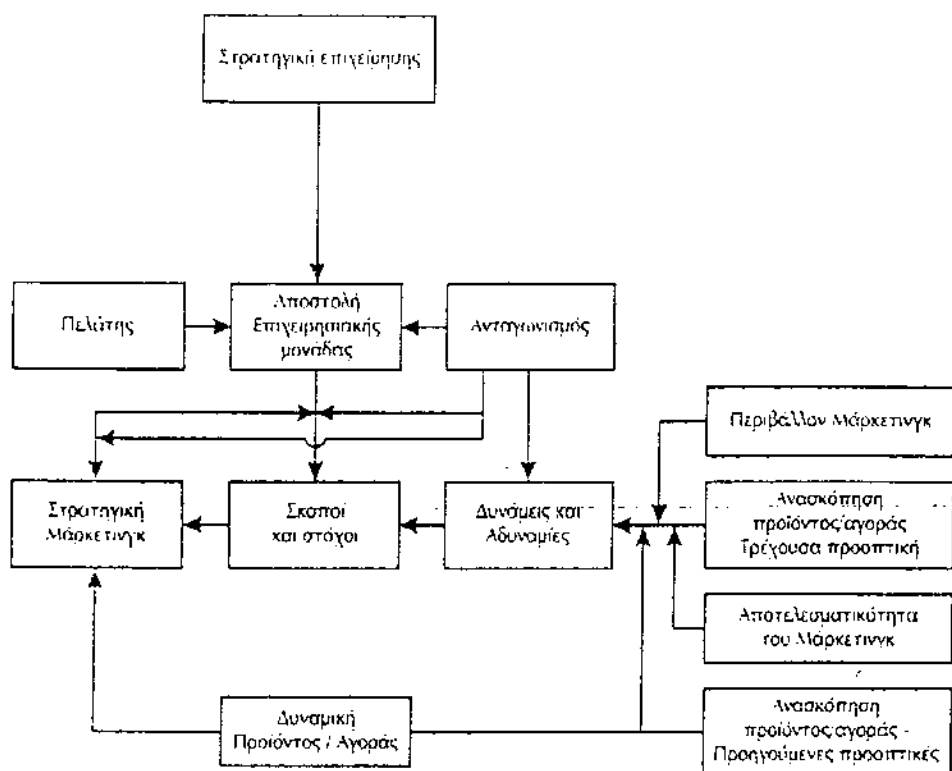 Στρατηγική επιχείρησης
Πελάτης
Αποστολή
Επιχειρησιακής
μονάδας
Ανταγωνισμός
Περιβάλλον Μάρκετινγκ
Στρατηγική
Μάρκετινγκ
Σκοποί
και στόχοι
Δυνάμεις και
Αδυναμίες
Ανασκόπηση
προϊόντος/αγοράς
Τρέχουσα προοπτική
Αποτελεσματικότητα
του Μάρκετινγκ
Δυναμική
Προϊόντος / Αγοράς
Ανασκόπηση
προϊόντος/αγοράς -
Προηγούμενες προοπτικές